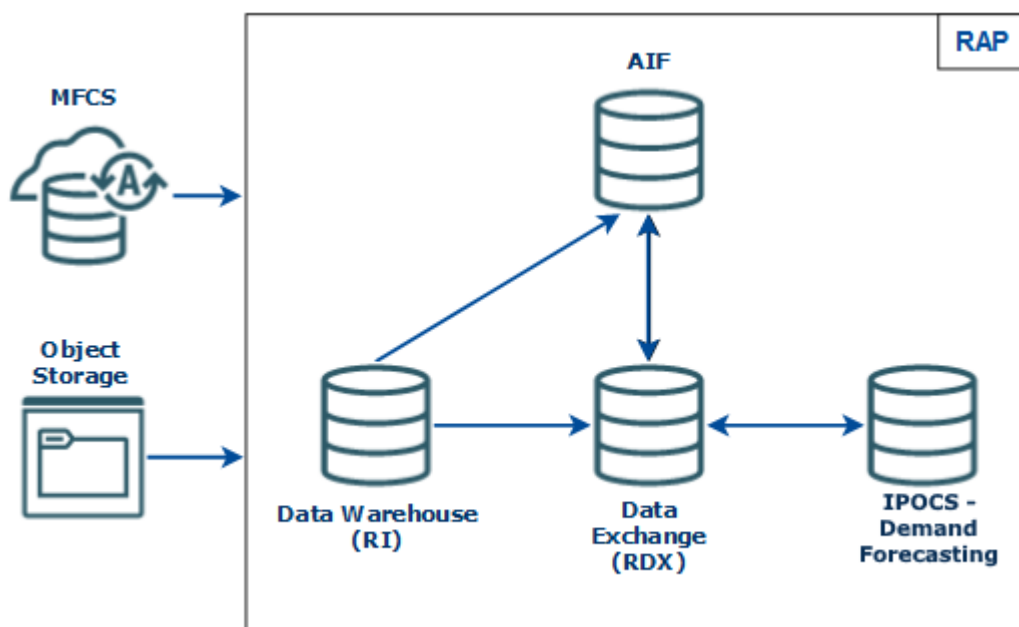 RAP
AIF
MFCS
A
Object
Storage
Data Warehouse
(RI)
Data
Exchange
(RDX)
IPOCS -
Demand
Forecasting